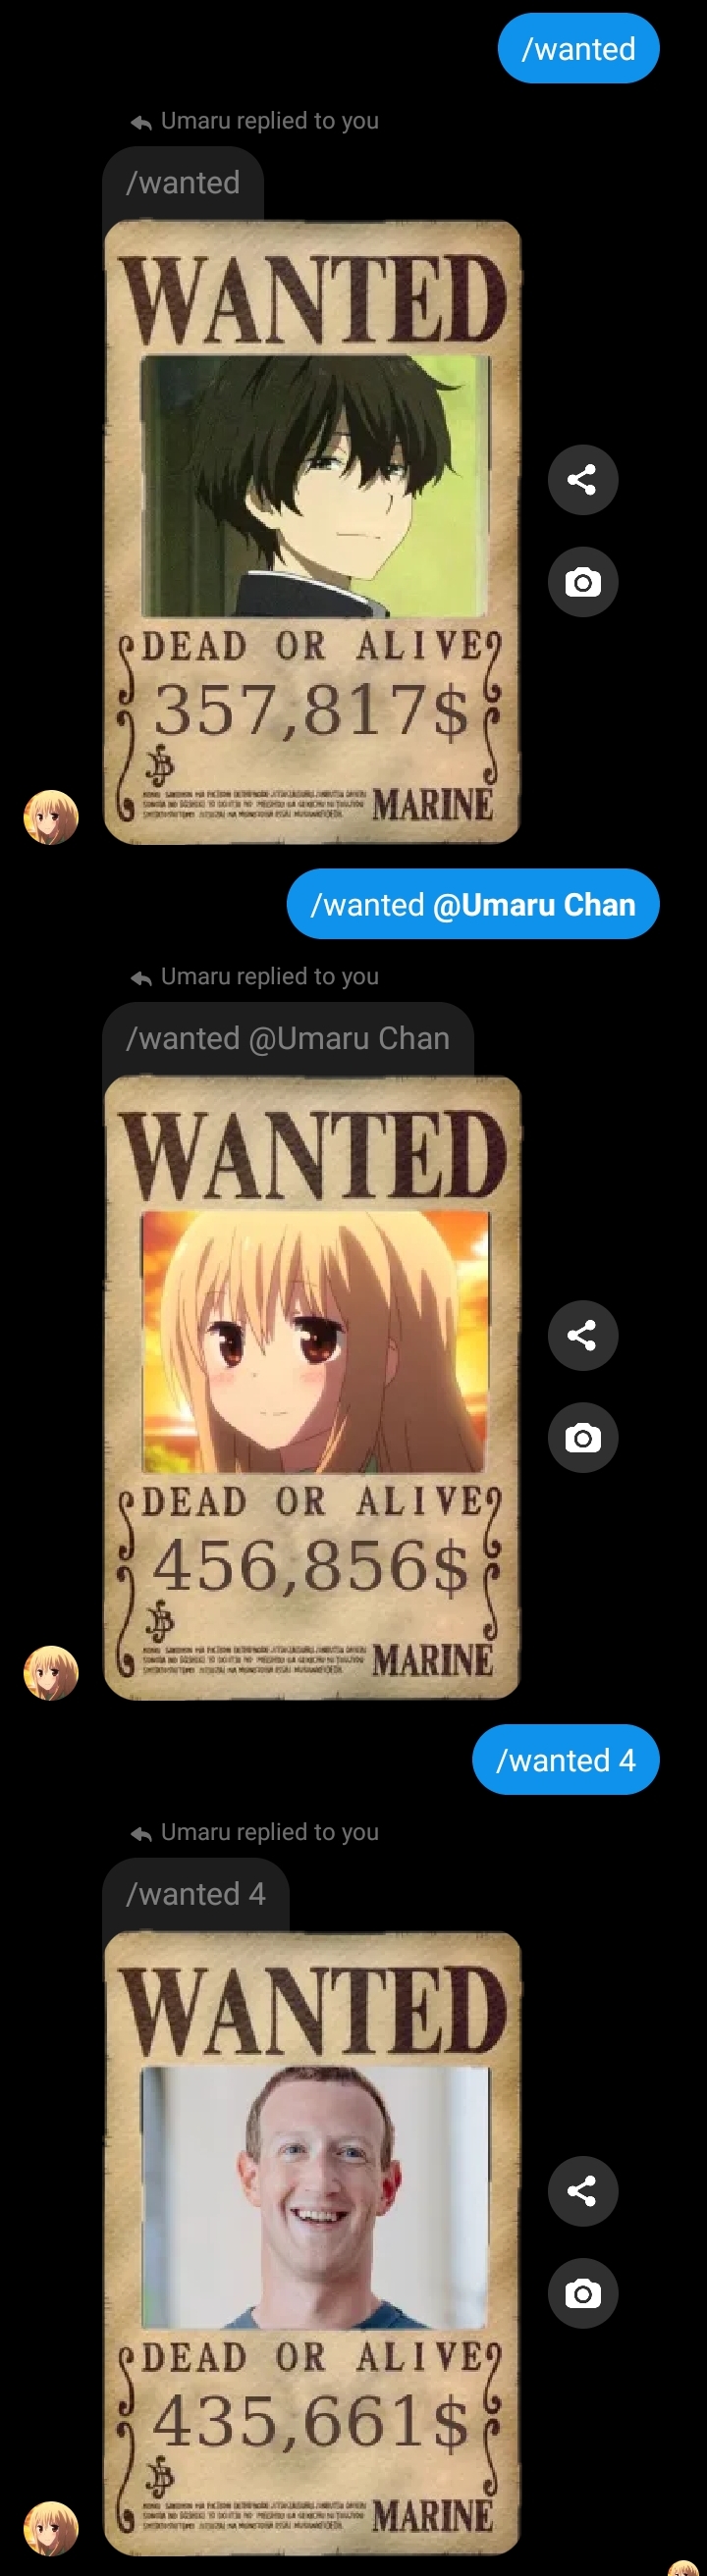 /wanted
Umaru replied to you
/wanted
WANTED
DEAD OR ALIVE
357,817$
MARINE
/wanted @Umaru Chan
Umaru replied to you
/wanted @Umaru Chan
WANTED
DEAD OR ALIVE
456,856$
MARINE
/wanted 4
Umaru replied to you
/wanted 4
WANTED
DEAD OR ALIVE
435,661$
MARINE